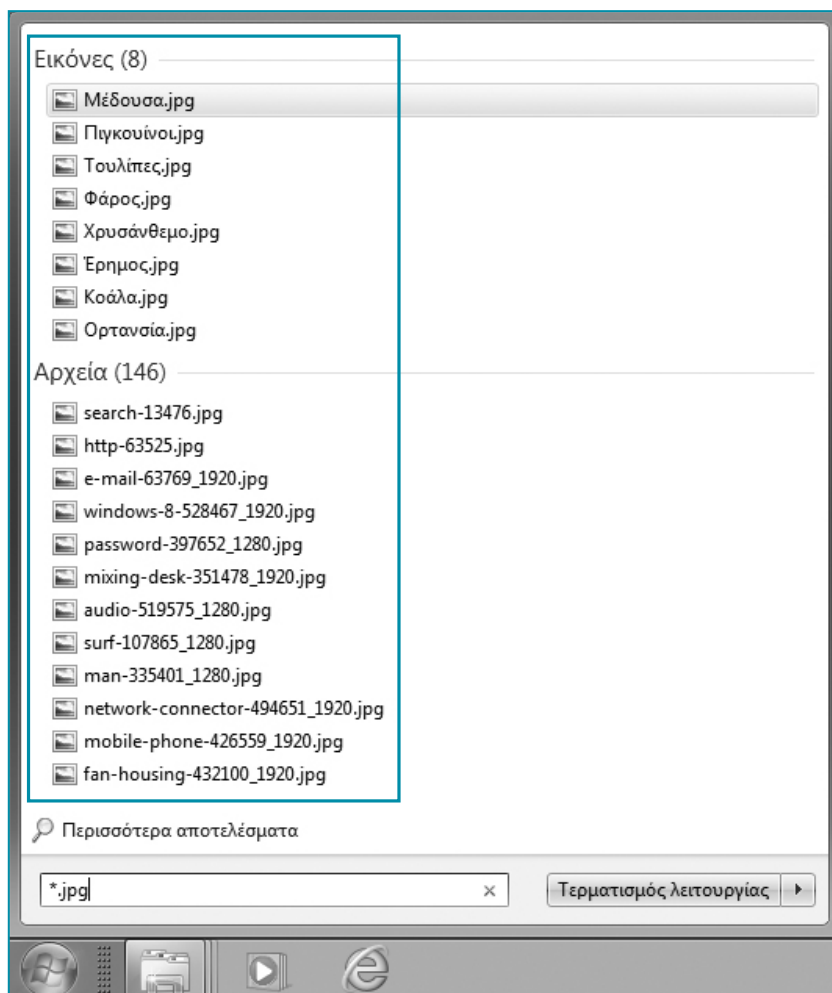 Εικόνες (8)
Μέδουσα.jpg
Πιγκουίνοι.jpg
Τουλίπες.jpg
Φάρος.jpg
Χρυσάνθεμο.jpg
Έρημος.jpg
Κοάλα.jpg
Ορτανσία.jpg
Αρχεία (146)
search-13476.jpg
http-63525.jpg
e-mail-63769_1920.jpg
windows-8-528467_1920.jpg
password-397652_1280.jpg
mixing-desk-351478_1920.jpg
audio-519575_1280.jpg
surf-107865_1280.jpg
man-335401_1280.jpg
network-connector-494651_1920.jpg
mobile-phone-426559_1920.jpg
fan-housing-432100_1920.jpg
Περισσότερα αποτελέσματα
*.jpg
Τερματισμός λειτουργίας